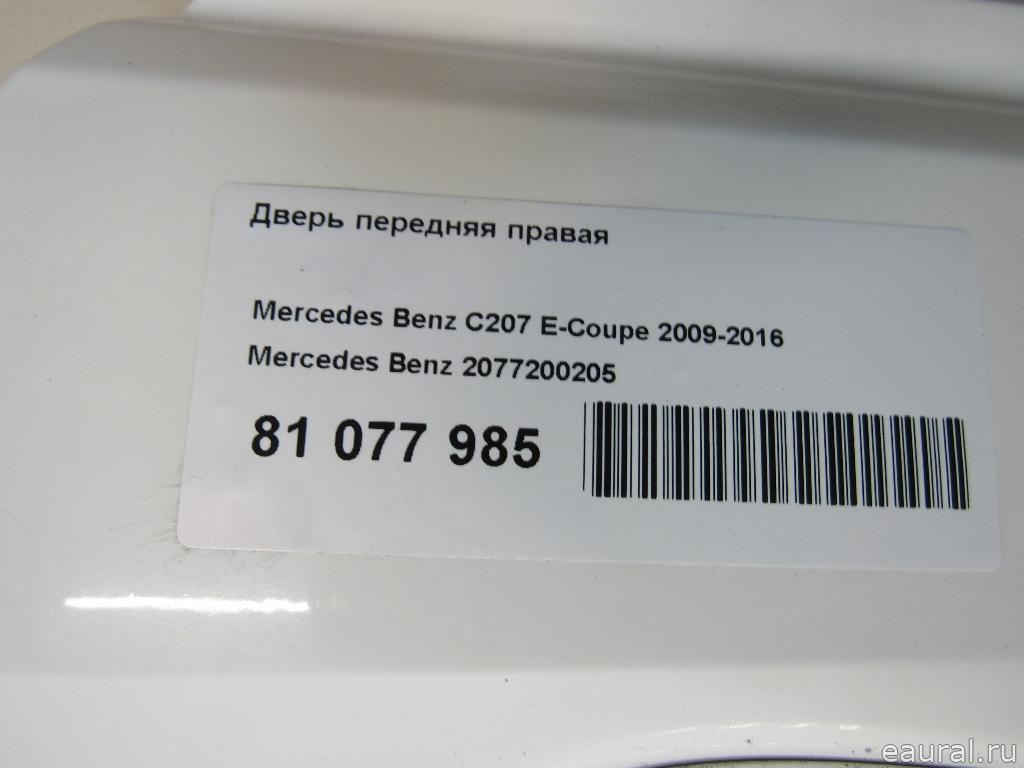 Дверь передняя правая
Mercedes Benz C207 E-Coupe 2009-2016
Mercedes Benz 2077200205
81 077 985
eaural.ru